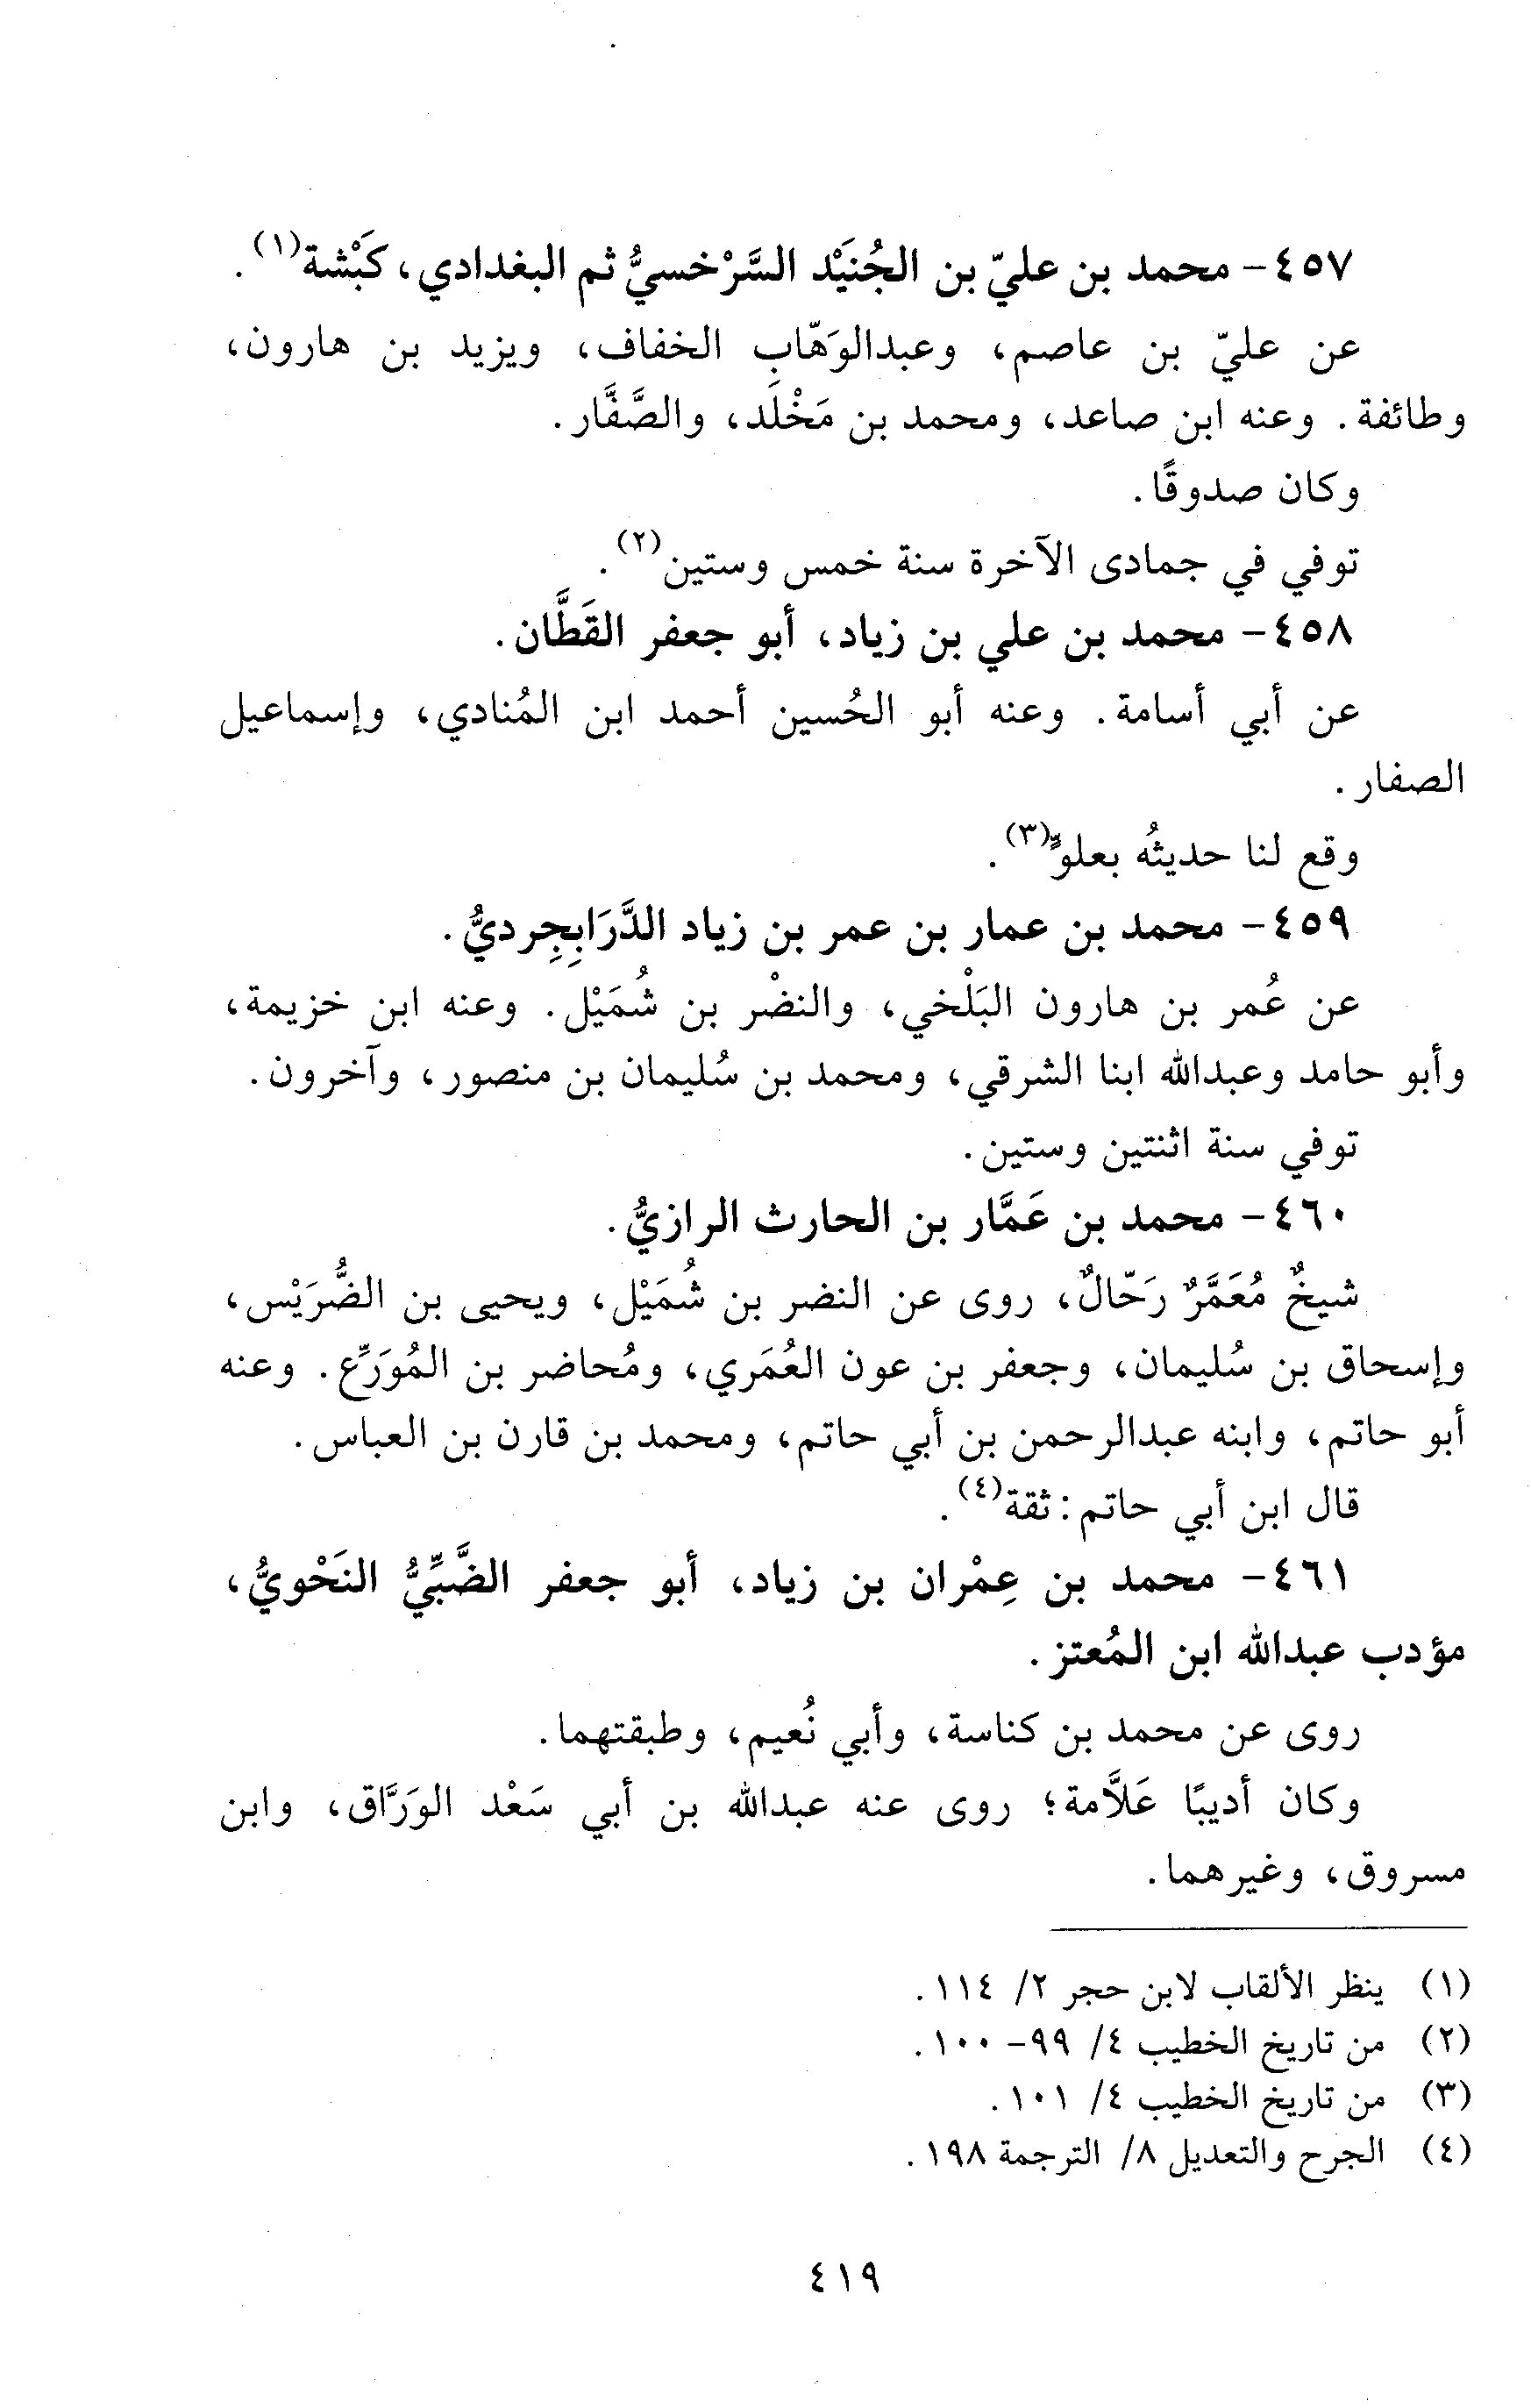 ٤٥٧- محمد بن عليّ بن الجُنَيْد السَّرْخسيُّ ثم البغدادي، كَبْشة(١).
عن عليّ بن عاصم، وعبدالوَهّابِ الخفاف، ويزيد بن هارون،
وطائفة. وعنه ابن صاعد، ومحمد بن مَخْلَد، والصَّفَّار.
وكان صدوقًا.
توفي في جمادى الآخرة سنة خمس وستين(٢).
٤٥٨- محمد بن علي بن زياد، أبو جعفر القَطَّان.
عن أبي أسامة. وعنه أبو الحُسين أحمد ابن المُنادي، وإسماعيل
الصفار.
وقع لنا حديثُه بعلوٍّ(٣).
٤٥٩- محمد بن عمار بن عمر بن زياد الدَّرَابِجِرديُّ.
عن عُمر بن هارون البَلْخي، والنضْر بن شُمَيْل. وعنه ابن خزيمة،
وأبو حامد وعبدالله ابنا الشرقي، ومحمد بن سُليمان بن منصور، وآخرون.
توفي سنة اثنتين وستين.
٤٦٠- محمد بن عَمَّار بن الحارث الرازيُّ.
شيخٌ مُعَمَّرٌ رَحّالٌ، روى عن النضر بن شُمَيْل، ويحيى بن الضُّرَيْس،
وإسحاق بن سُليمان، وجعفر بن عون العُمَري، ومُحاضر بن المُوَرِّع. وعنه
أبو حاتم، وابنه عبدالرحمن بن أبي حاتم، ومحمد بن قارن بن العباس.
قال ابن أبي حاتم: ثقة(٤).
٤٦١- محمد بن عِمْران بن زياد، أبو جعفر الضَّبِّيُّ النَحْويُّ،
مؤدب عبدالله ابن المُعتز.
روى عن محمد بن كناسة، وأبي نُعيم، وطبقتهما.
وكان أديبًا عَلاَّمة؛ روى عنه عبدالله بن أبي سَعْد الورَّاق، وابن
مسروق، وغيرهما.
(١) ينظر الألقاب لابن حجر ٢/ ١١٤.
(٢) من تاريخ الخطيب ٤/ ٩٩- ١٠٠.
(٣) من تاريخ الخطيب ٤/ ١٠١.
(٤) الجرح والتعديل ٨/ الترجمة ١٩٨.
٤١٩